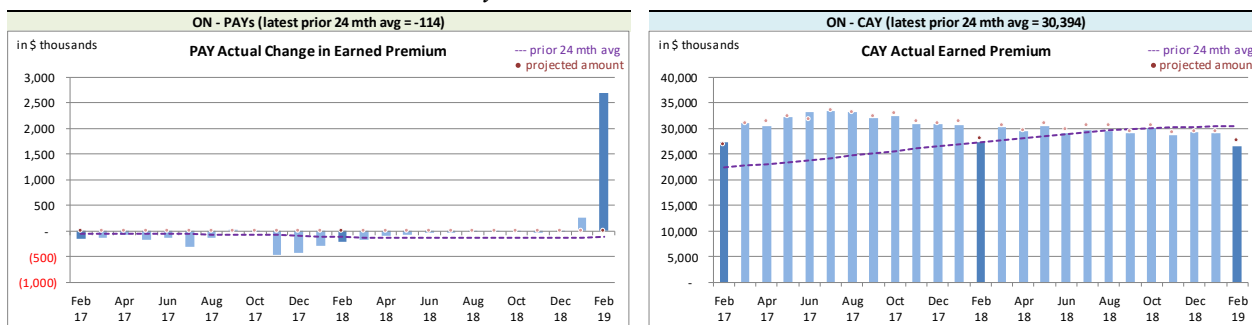 ON - PAYs (latest prior 24 mth avg = -114)
in $ thousands
PAY Actual Change in Earned Premium
--- prior 24 mth avg
• projected amount
3,000
2,500
2,000
1,500
1,000
500
-
(500)
(1,000)
Feb 17 Apr Jun Aug Oct Dec Feb 18 Apr Jun Aug Oct Dec Feb 19
17 17 17 17 17 17 18 18 18 18 18 18 19
ON - CAY (latest prior 24 mth avg = 30,394)
in $ thousands
CAY Actual Earned Premium
--- prior 24 mth avg
• projected amount
40,000
35,000
30,000
25,000
20,000
15,000
10,000
5,000
-
Feb Apr Jun Aug Oct Dec Feb Apr Jun Aug Oct Dec Feb
17 17 17 17 17 17 18 18 18 18 18 18 19